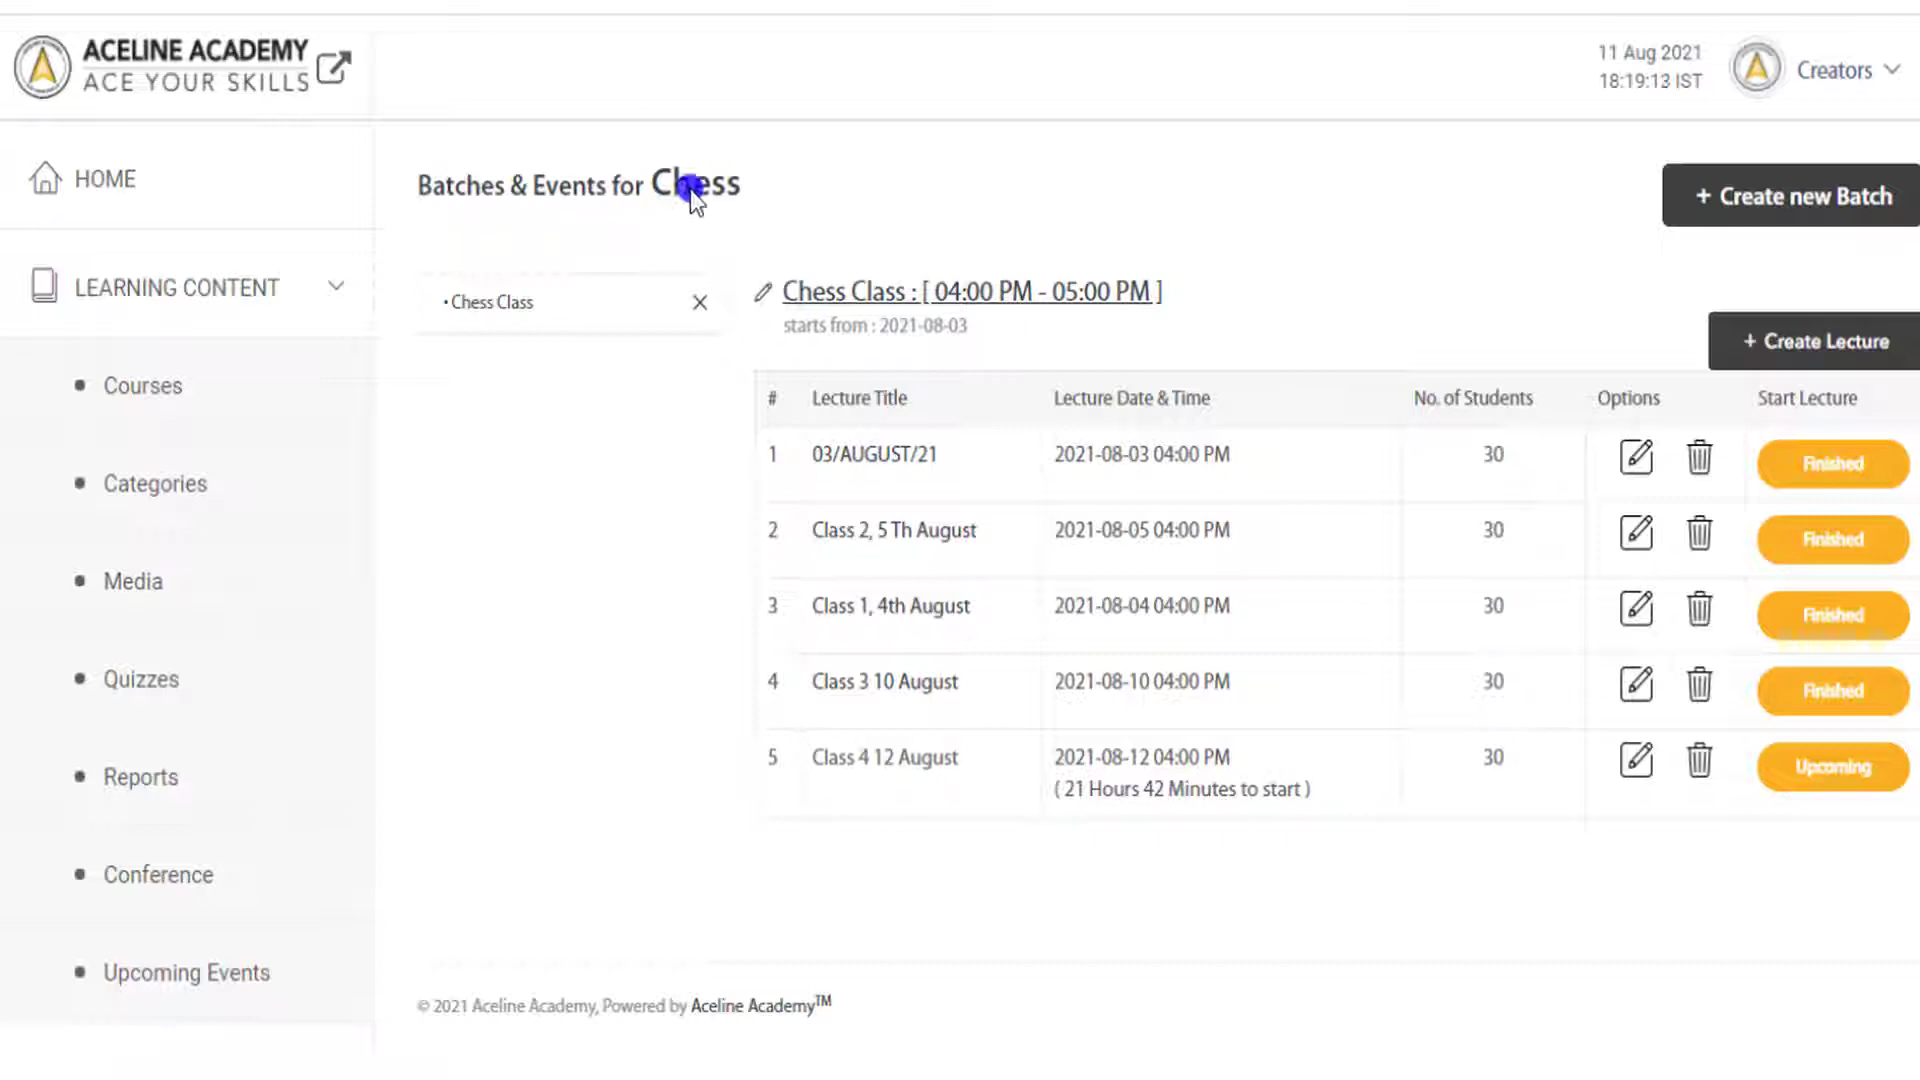 ACELINE ACADEMY
ACE YOUR SKILLS
11 Aug 2021
18:19:13 IST
Creators
HOME
LEARNING CONTENT
Courses
Categories
Media
Quizzes
Reports
Conference
Upcoming Events
Batches & Events for Chess
+ Create new Batch
• Chess Class
Chess Class : [ 04:00 PM - 05:00 PM ]
starts from : 2021-08-03
+ Create Lecture
# Lecture Title Lecture Date & Time No. of Students Options Start Lecture
1 03/AUGUST/21 2021-08-03 04:00 PM 30 Finished
2 Class 2, 5 Th August 2021-08-05 04:00 PM 30 Finished
3 Class 1, 4th August 2021-08-04 04:00 PM 30 Finished
4 Class 3 10 August 2021-08-10 04:00 PM 30 Finished
5 Class 4 12 August 2021-08-12 04:00 PM 30 Upcoming
( 21 Hours 42 Minutes to start )
© 2021 Aceline Academy, Powered by Aceline Academy™